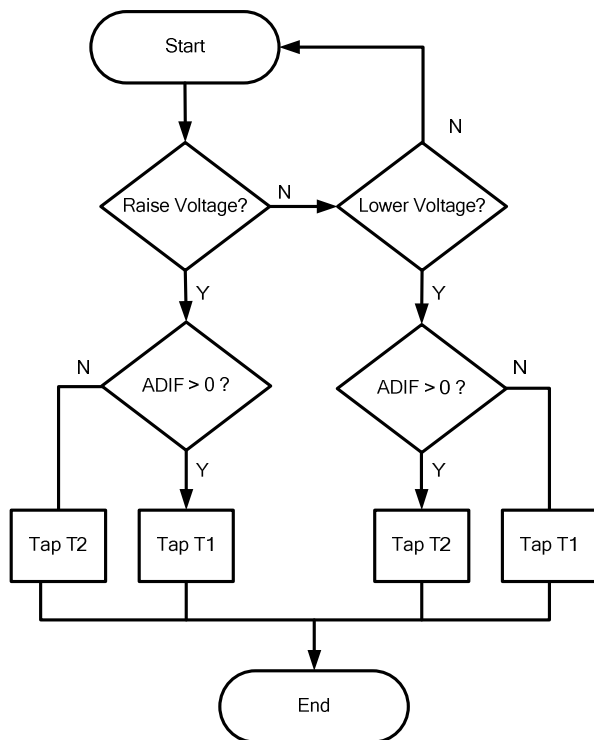 Start
N
Raise Voltage?
N
Lower Voltage?
Y
Y
N
ADIF > 0 ?
ADIF > 0 ?
N
Y
Y
Tap T2
Tap T1
Tap T2
Tap T1
End